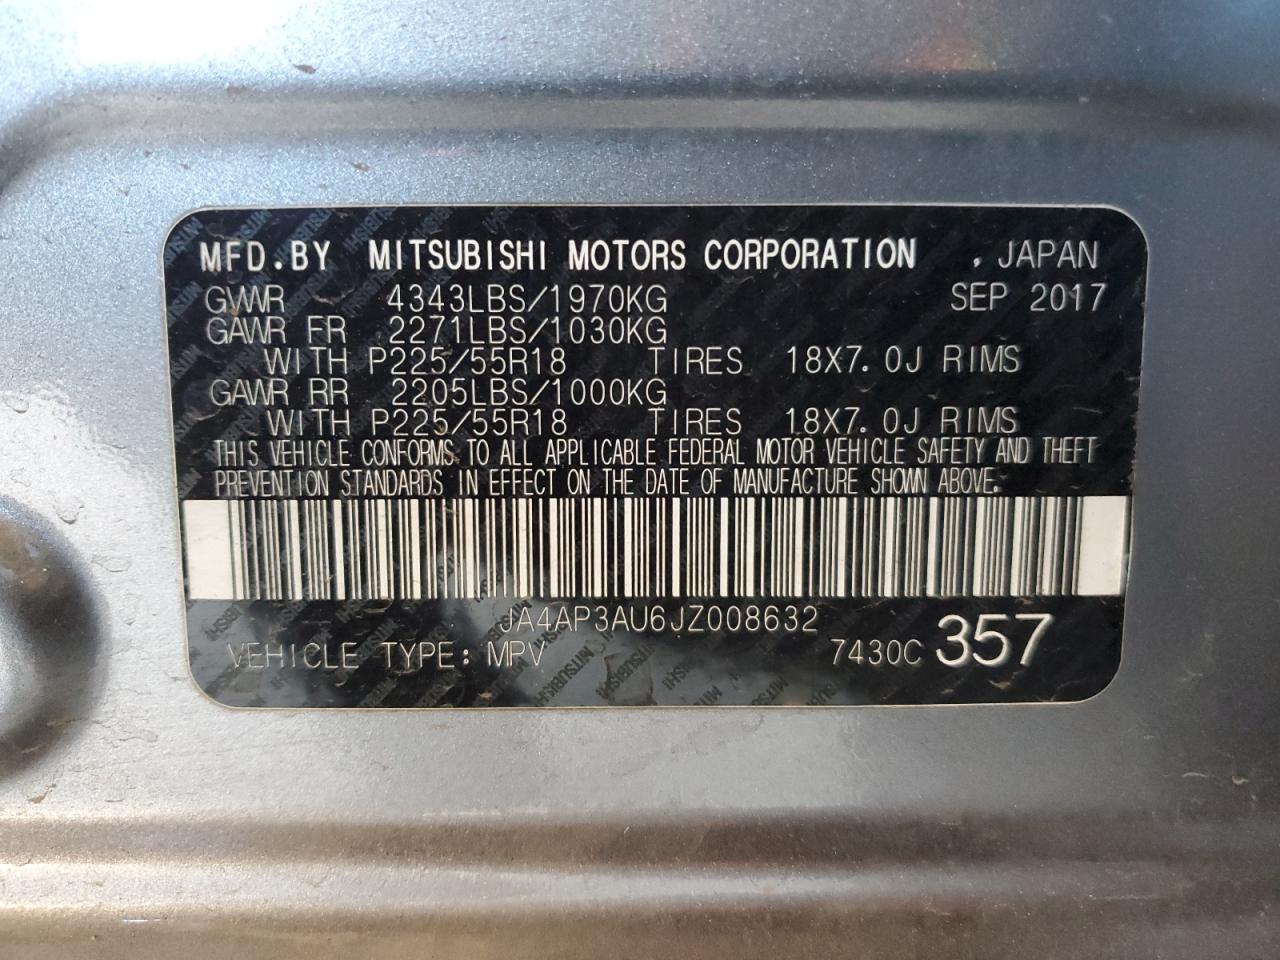 MFD.BY MITSUBISHI MOTORS CORPORATION , JAPAN
GVWR 4343LBS/1970KG SEP 2017
GAWR FR 2271LBS/1030KG
WITH P225/55R18 TIRES 18X7.0J RIMS
GAWR RR 2205LBS/1000KG
WITH P225/55R18 TIRES 18X7.0J RIMS
THIS VEHICLE CONFORMS TO ALL APPLICABLE FEDERAL MOTOR VEHICLE SAFETY AND THEFT
PREVENTION STANDARDS IN EFFECT ON THE DATE OF MANUFACTURE SHOWN ABOVE.
JA4AP3AU6JZ008632
VEHICLE TYPE: MPV 7430C 357